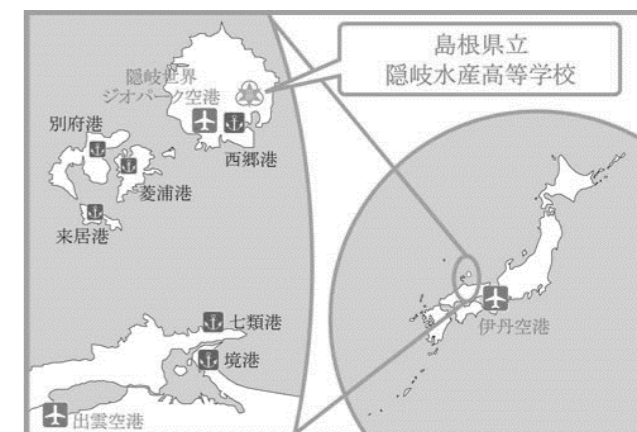 島根県立
隠岐水産高等学校
隠岐世界
ジオパーク空港
別府港
西郷港
菱浦港
来居港
七類港
境港
出雲空港
伊丹空港